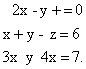 2x - y + = 0
x + y - z = 6
3x y 4x = 7.